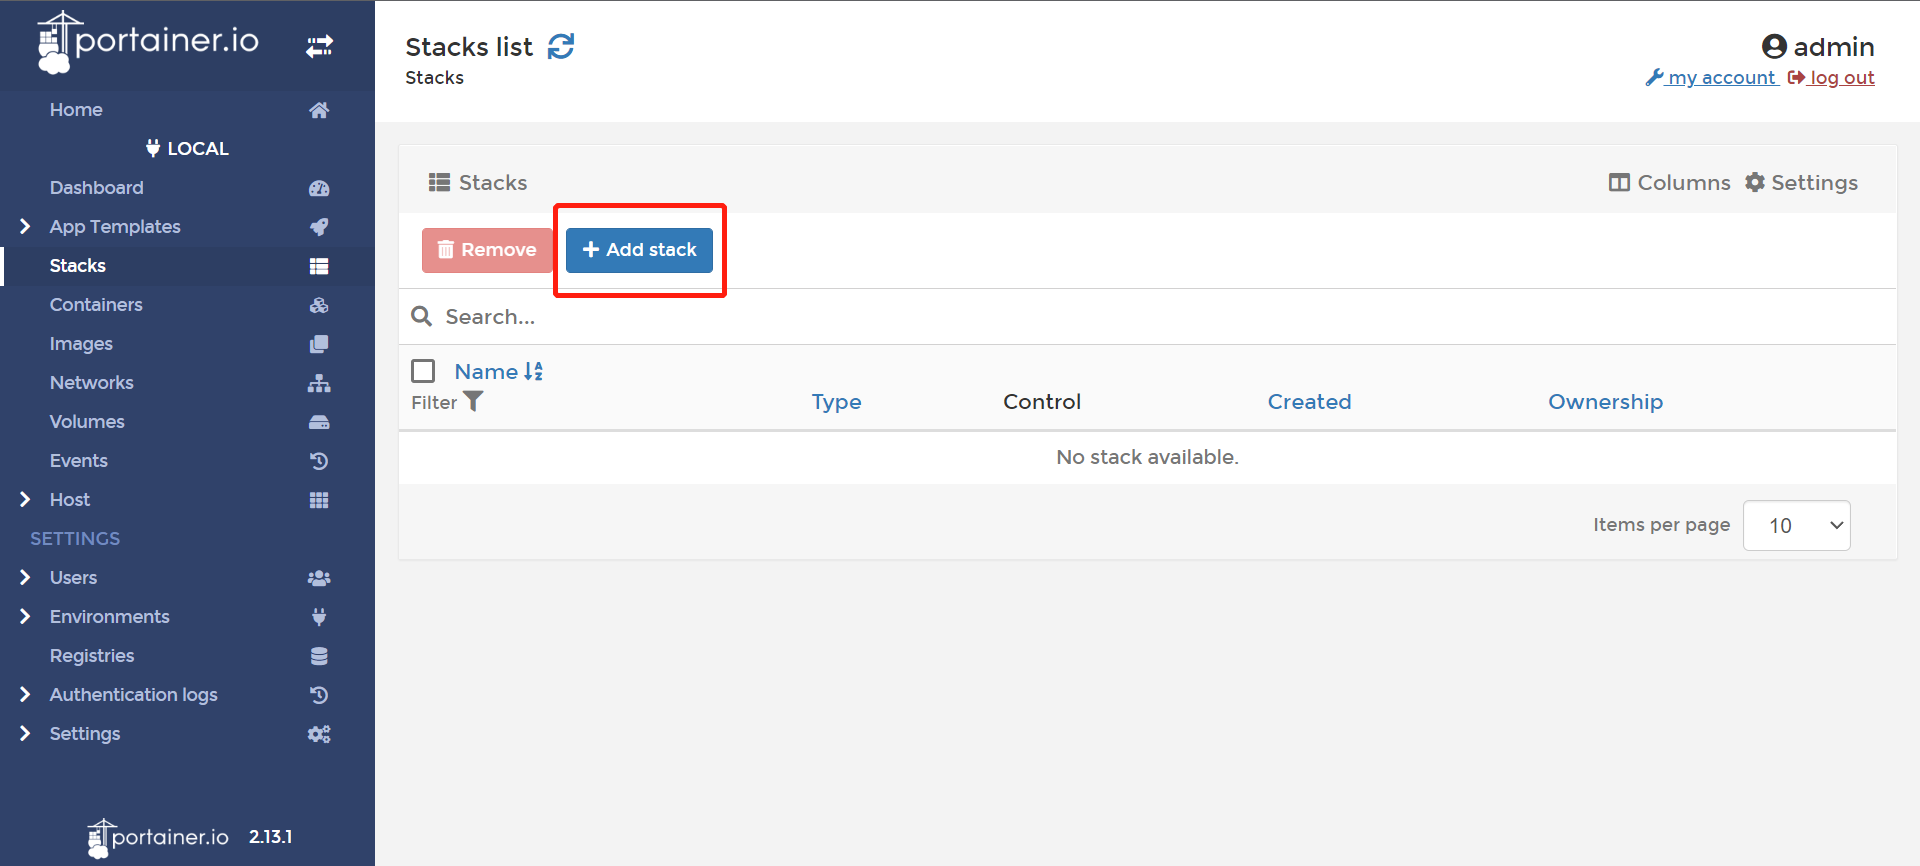 portainer.io
Home
LOCAL
Dashboard
App Templates
Stacks
Containers
Images
Networks
Volumes
Events
Host
SETTINGS
Users
Environments
Registries
Authentication logs
Settings
portainer.io 2.13.1
Stacks list
Stacks
admin
my account log out
Stacks
Columns Settings
Remove Add stack
Search...
Name
Filter Type Control Created Ownership
No stack available.
Items per page 10